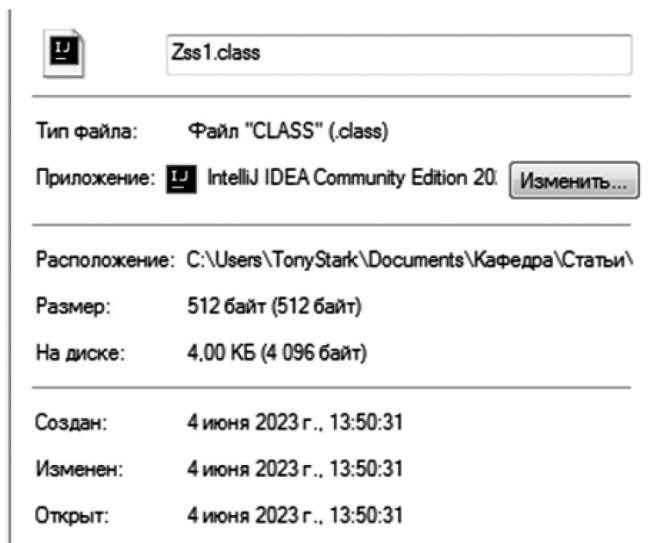 IJ Zss1.class
Тип файла: Файл "CLASS" (.class)
Приложение: IJ IntelliJ IDEA Community Edition 20 Изменить...
Расположение: C:\Users\TonyStark\Documents\Кафедра\Статьи\
Размер: 512 байт (512 байт)
На диске: 4,00 КБ (4 096 байт)
Создан: 4 июня 2023 г., 13:50:31
Изменен: 4 июня 2023 г., 13:50:31
Открыт: 4 июня 2023 г., 13:50:31